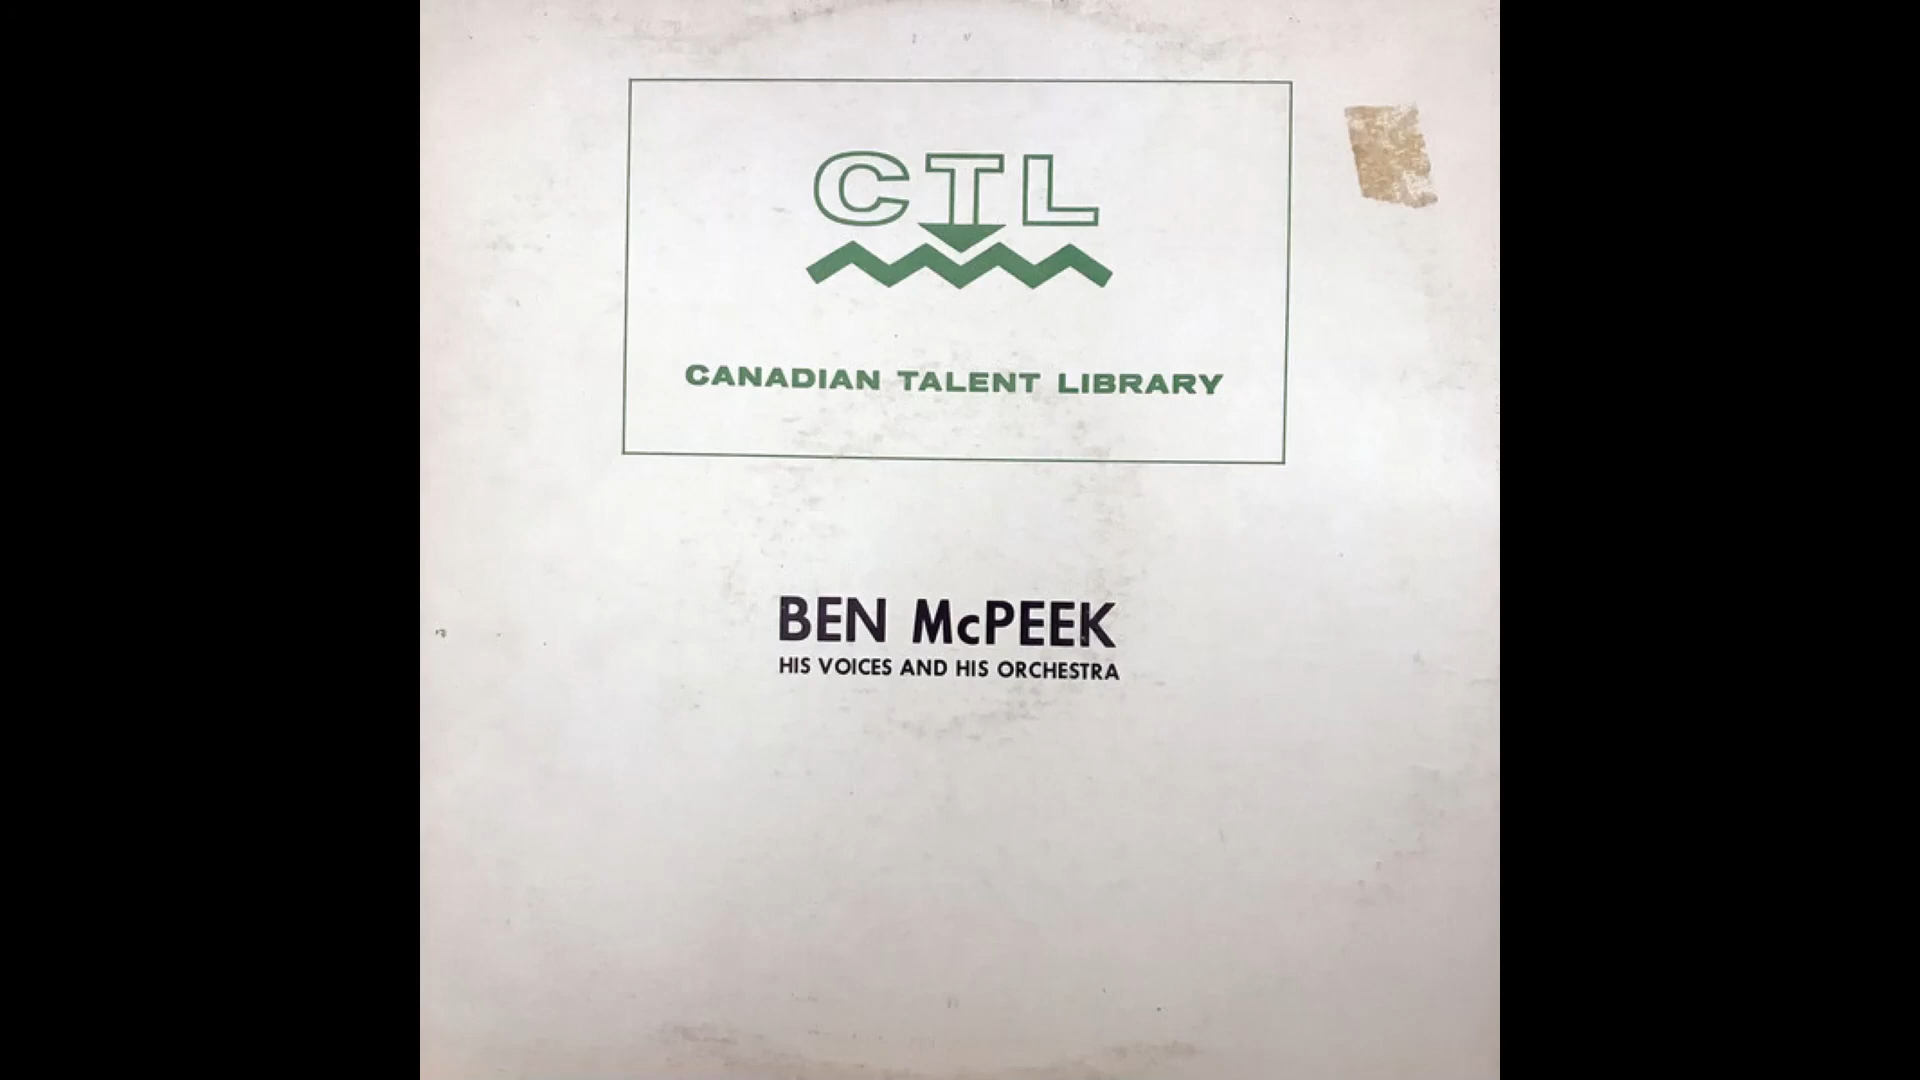 CTL
CANADIAN TALENT LIBRARY
BEN McPEEK
HIS VOICES AND HIS ORCHESTRA